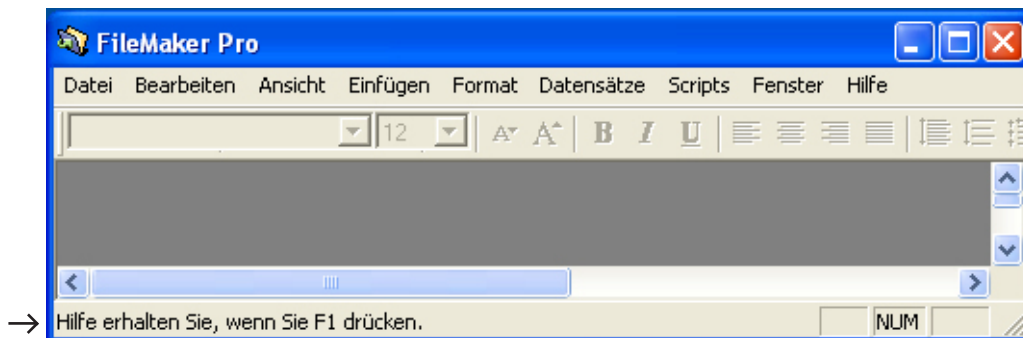 FileMaker Pro
Datei Bearbeiten Ansicht Einfügen Format Datensätze Scripts Fenster Hilfe
12 A A B I U
Hilfe erhalten Sie, wenn Sie F1 drücken. NUM